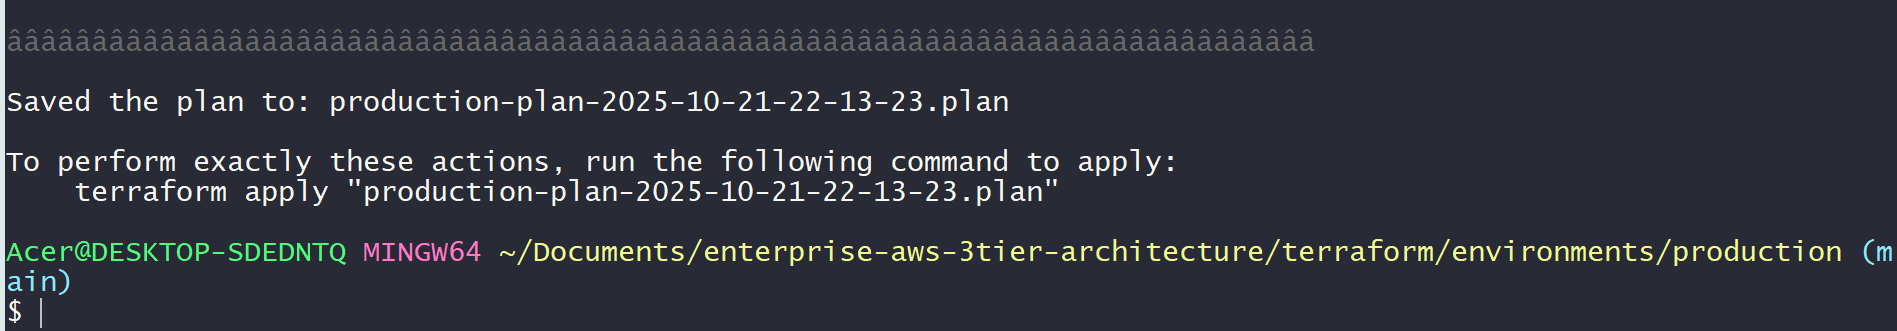 âââââââââââââââââââââââââââââââââââââââââââââââââââââââââââââââââââââââââââââ
Saved the plan to: production-plan-2025-10-21-22-13-23.plan
To perform exactly these actions, run the following command to apply:
terraform apply "production-plan-2025-10-21-22-13-23.plan"
Acer@DESKTOP-SDEDNTQ MINGW64 ~/Documents/enterprise-aws-3tier-architecture/terraform/environments/production (m
ain)
$